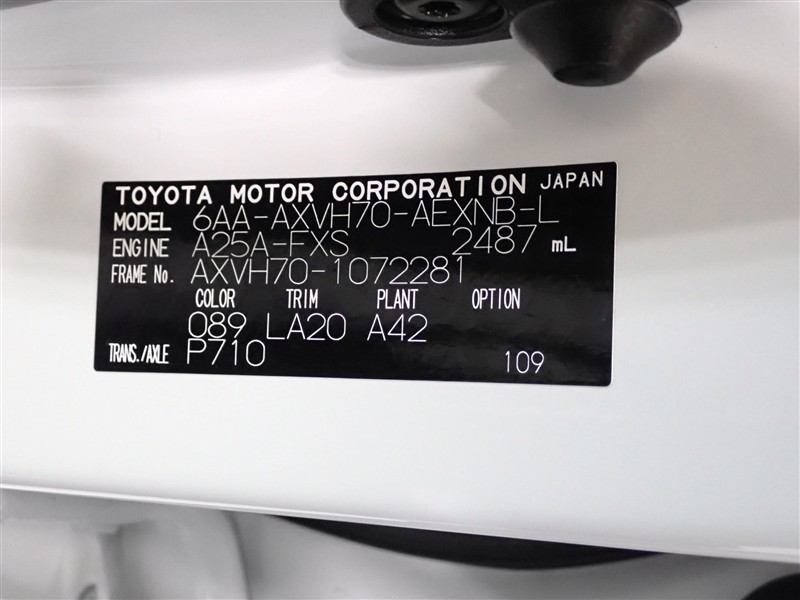 TOYOTA MOTOR CORPORATION JAPAN
MODEL 6AA-AXVH70-AEXNB-L
ENGINE A25A-FXS 2487 mL
FRAME No. AXVH70-1072281
COLOR TRIM PLANT OPTION
089 LA20 A42
TRANS./AXLE P710 109